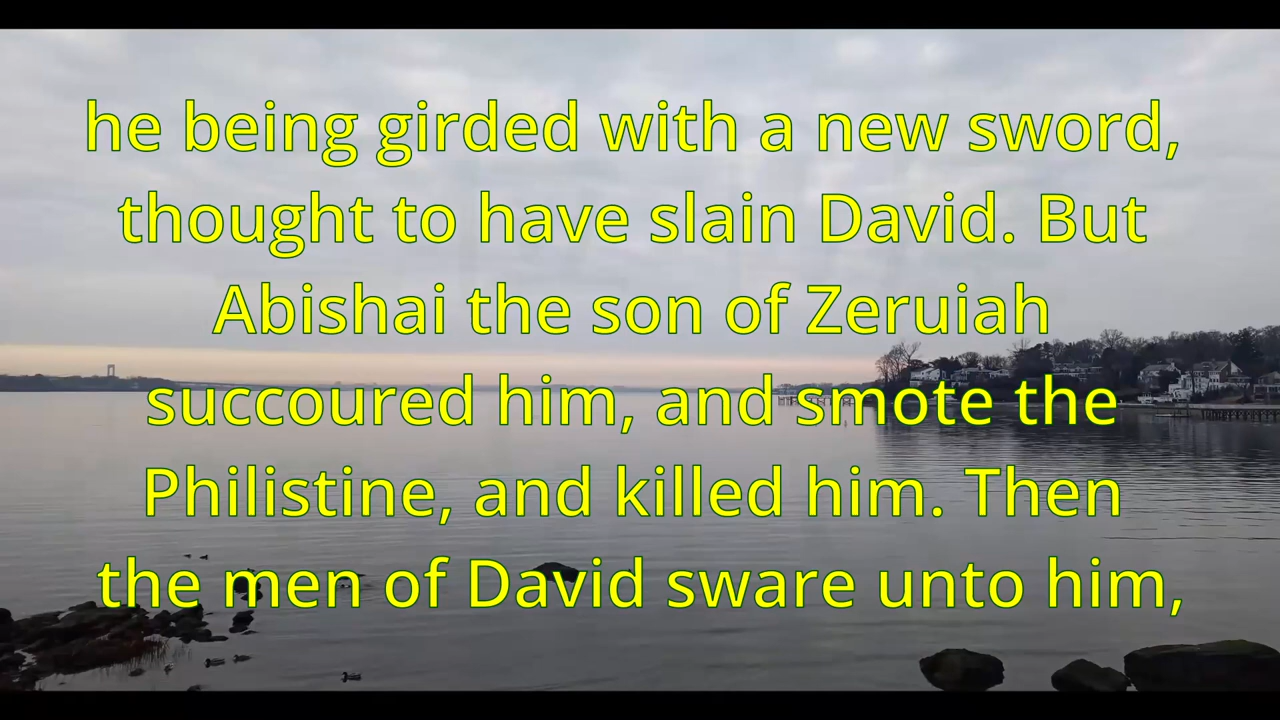 he being girded with a new sword,
thought to have slain David. But
Abishai the son of Zeruiah
succoured him, and smote the
Philistine, and killed him. Then
the men of David sware unto him,